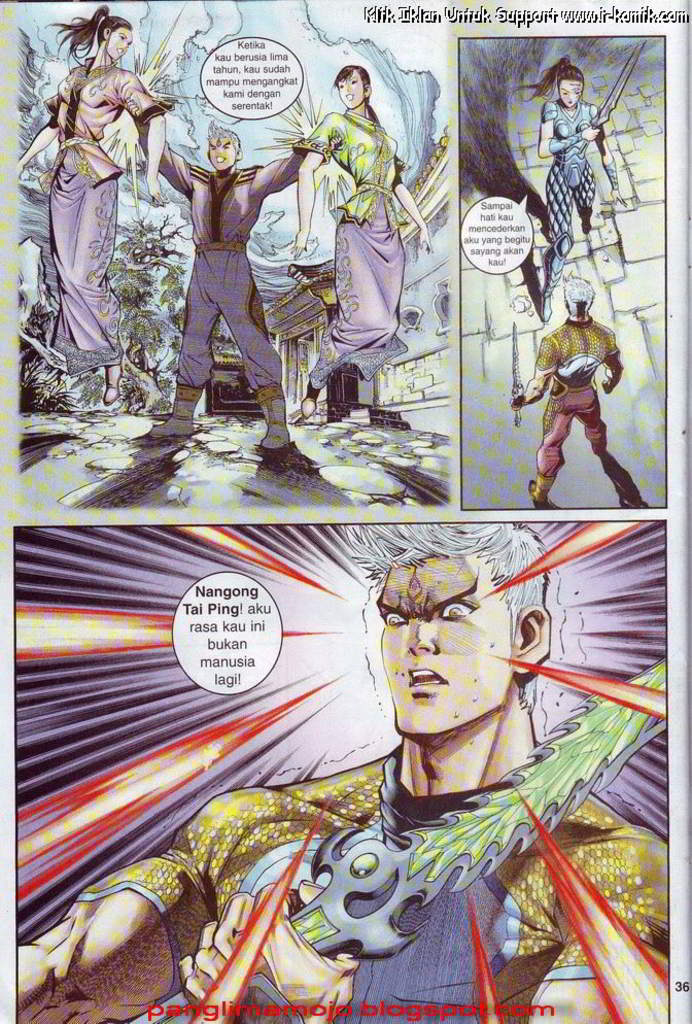 Klik Iklan Untuk Support www.ir-komik.com
Ketika
kau berusia lima
tahun, kau sudah
mampu mengangkat
kami dengan
serentak!
Sampai
hati kau
mencederkan
aku yang begitu
sayang akan
kau!
Nangong
Tai Ping! aku
rasa kau ini
bukan
manusia
lagi!
36
panglimamojo.blogspot.com